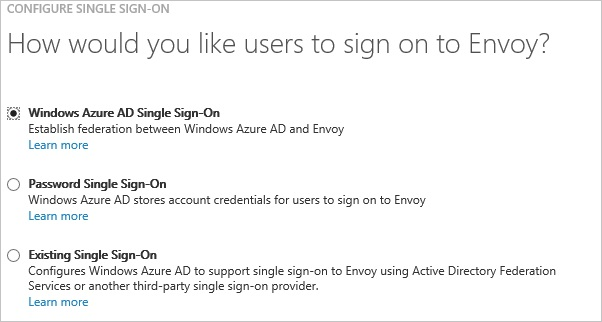 CONFIGURE SINGLE SIGN-ON
How would you like users to sign on to Envoy?
Windows Azure AD Single Sign-On
Establish federation between Windows Azure AD and Envoy
Learn more
Password Single Sign-On
Windows Azure AD stores account credentials for users to sign on to Envoy
Learn more
Existing Single Sign-On
Configures Windows Azure AD to support single sign-on to Envoy using Active Directory Federation
Services or another third-party single sign-on provider.
Learn more